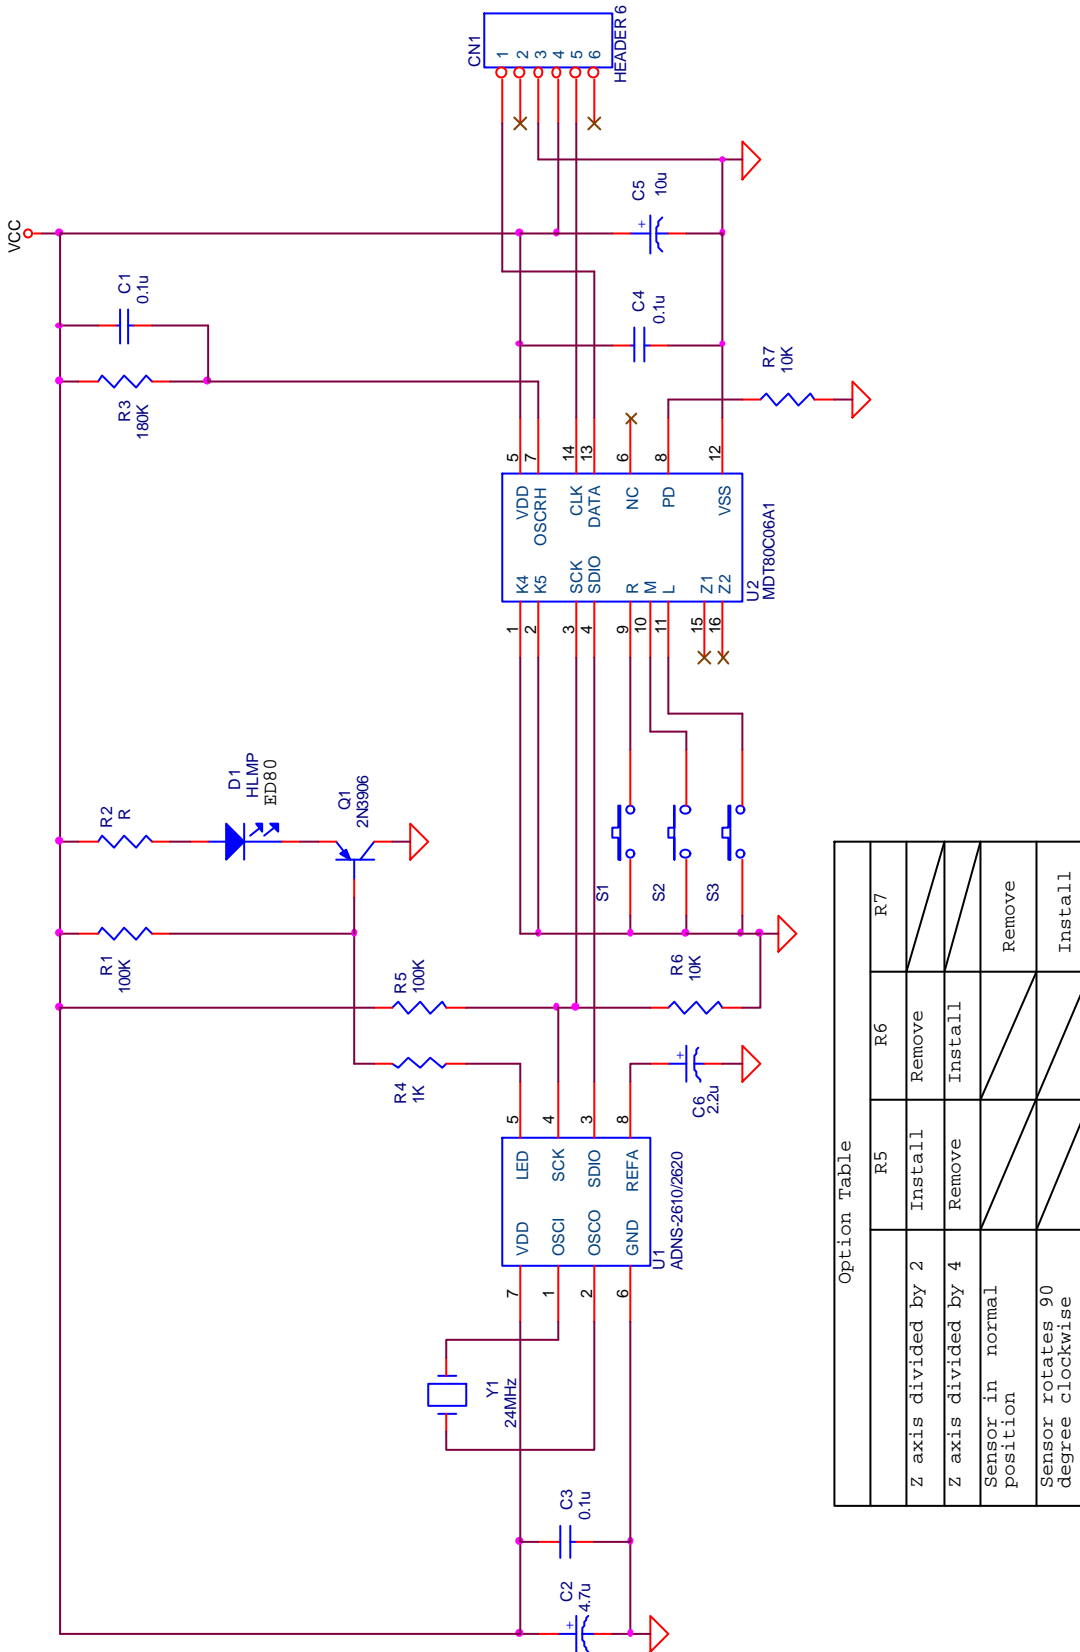 VCC
CN1
1
2
3
4
5
6
HEADER 6
C1
0.1u
R3
180K
C5
10u
C4
0.1u
R7
10K
5
7
14
13
6
8
12
VDD
OSCRH
CLK
DATA
NC
PD
VSS
K4
K5
SCK
SDIO
R
M
L
Z1
Z2
U2
MDT80C06A1
1
2
3
4
9
10
11
15
16
D1
HLMP
ED80
R2
R
Q1
2N3906
R1
100K
S1
S2
S3
R5
100K
R6
10K
R4
1K
C6
2.2u
5
4
3
8
LED
SCK
SDIO
REFA
VDD
OSCI
OSCO
GND
U1
ADNS-2610/2620
7
1
2
6
Y1
24MHz
C3
0.1u
C2
4.7u
Option Table
R5 R6 R7
Z axis divided by 2 Install Remove
Z axis divided by 4 Remove Install
Sensor in normal
position Remove
Sensor rotates 90
degree clockwise Install